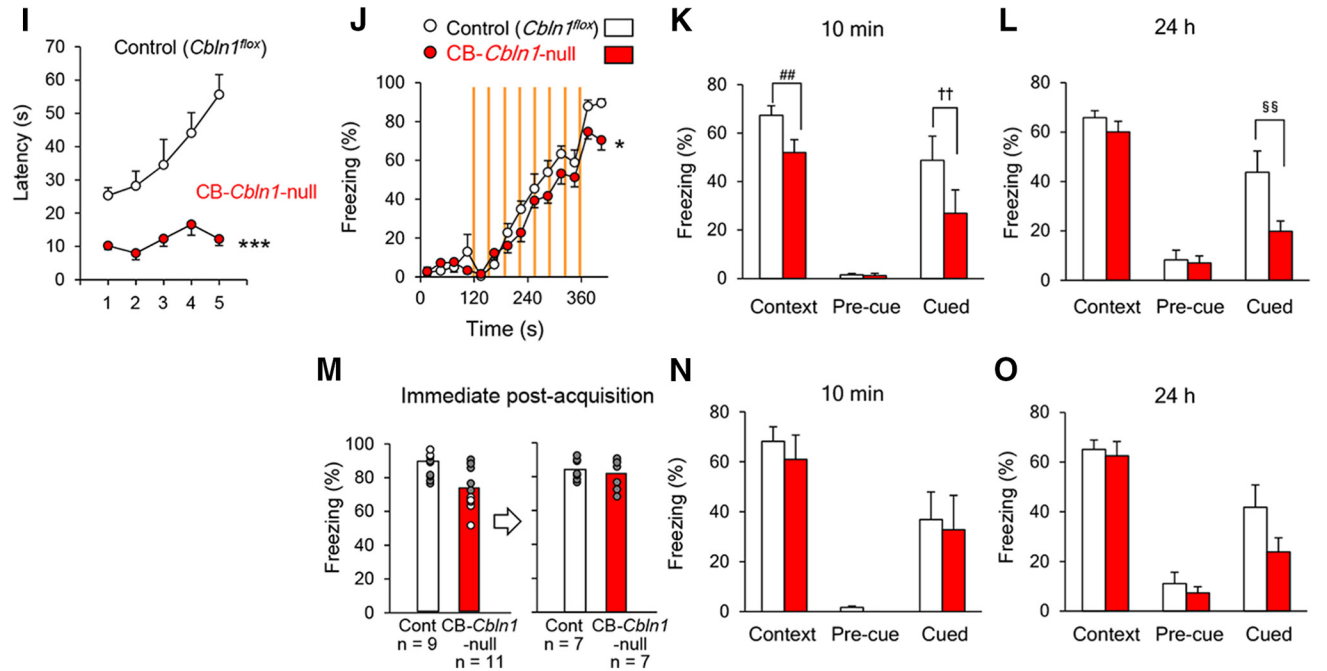 I
Control (Cbln1flox)
70
60
50
40
30
20
10
0
Latency (s)
CB-Cbln1-null
***
1 2 3 4 5
J
Control (Cbln1flox)
CB-Cbln1-null
100
80
60
40
20
0
Freezing (%)
*
0 120 240 360
Time (s)
K
10 min
80
60
40
20
0
Freezing (%)
##
††
Context Pre-cue Cued
L
24 h
80
60
40
20
0
Freezing (%)
§§
Context Pre-cue Cued
M
Immediate post-acquisition
100
80
60
40
20
0
Freezing (%)
Cont
n = 9
CB-Cbln1
-null
n = 11
Cont
n = 7
CB-Cbln1
-null
n = 7
N
10 min
80
60
40
20
0
Freezing (%)
Context Pre-cue Cued
O
24 h
80
60
40
20
0
Freezing (%)
Context Pre-cue Cued